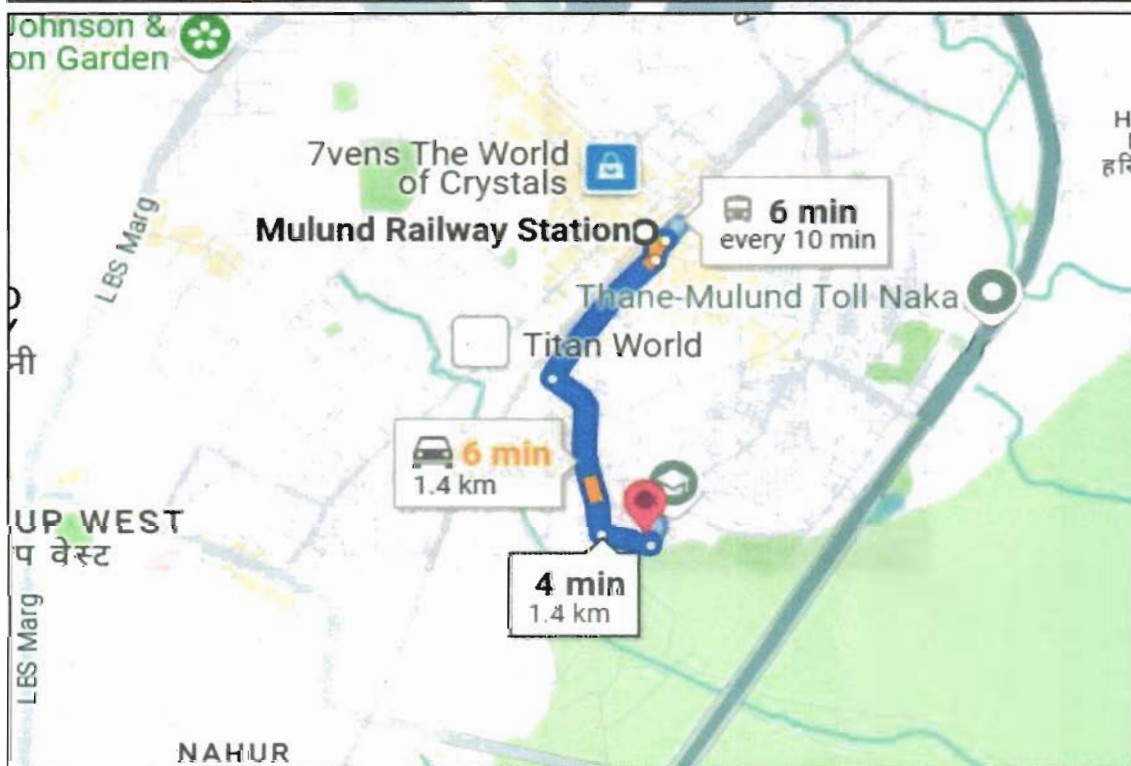 Johnson &
on Garden
7vens The World
of Crystals
Mulund Railway Station
6 min
every 10 min
LBS Marg
Thane-Mulund Toll Naka
Titan World
6 min
1.4 km
UP WEST
प वेस्ट
4 min
1.4 km
LBS Marg
NAHUR